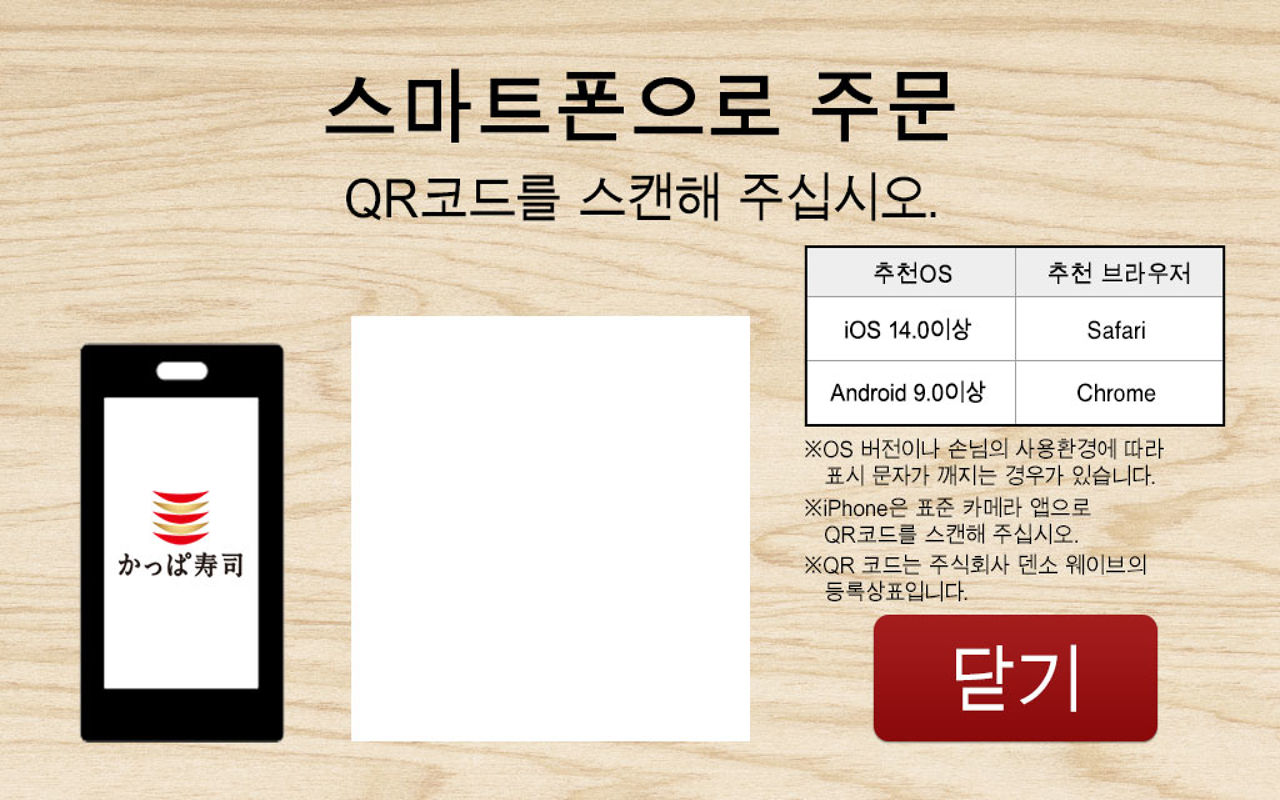 스마트폰으로 주문
QR코드를 스캔해 주십시오.
추천OS 추천 브라우저
iOS 14.0이상 Safari
Android 9.0이상 Chrome
※OS 버전이나 손님의 사용환경에 따라
표시 문자가 깨지는 경우가 있습니다.
※iPhone은 표준 카메라 앱으로
QR코드를 스캔해 주십시오.
※QR 코드는 주식회사 덴소 웨이브의
등록상표입니다.
かっぱ寿司
닫기